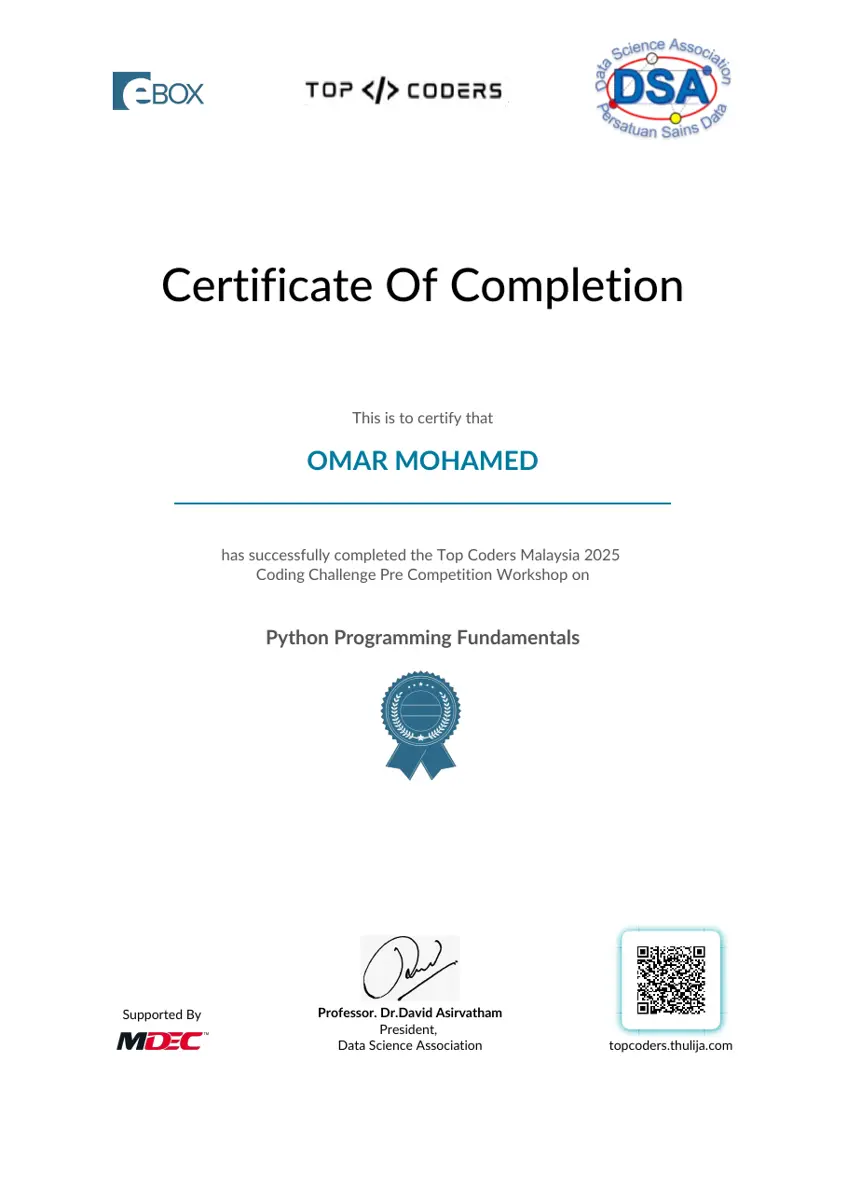 eBOX
TOP </> CODERS
Data Science Association
DSA
Persatuan Sains Data
Certificate Of Completion
This is to certify that
OMAR MOHAMED
has successfully completed the Top Coders Malaysia 2025
Coding Challenge Pre Competition Workshop on
Python Programming Fundamentals
Supported By
MDEC™
Professor. Dr.David Asirvatham
President,
Data Science Association
topcoders.thulija.com